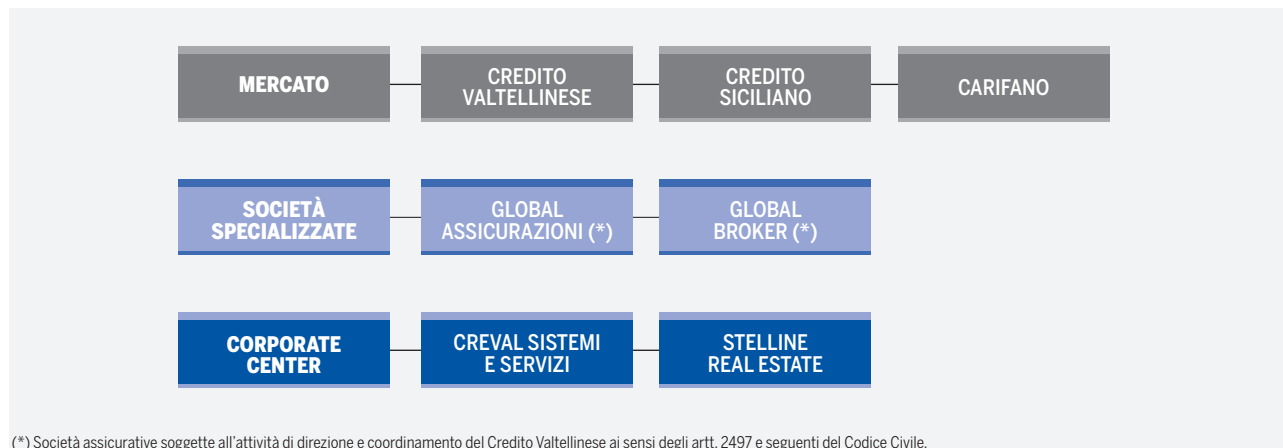 MERCATO
CREDITO
VALTELLINESE
CREDITO
SICILIANO
CARIFANO
SOCIETÀ
SPECIALIZZATE
GLOBAL
ASSICURAZIONI (*)
GLOBAL
BROKER (*)
CORPORATE
CENTER
CREVAL SISTEMI
E SERVIZI
STELLINE
REAL ESTATE
(*) Società assicurative soggette all'attività di direzione e coordinamento del Credito Valtellinese ai sensi degli artt. 2497 e seguenti del Codice Civile.